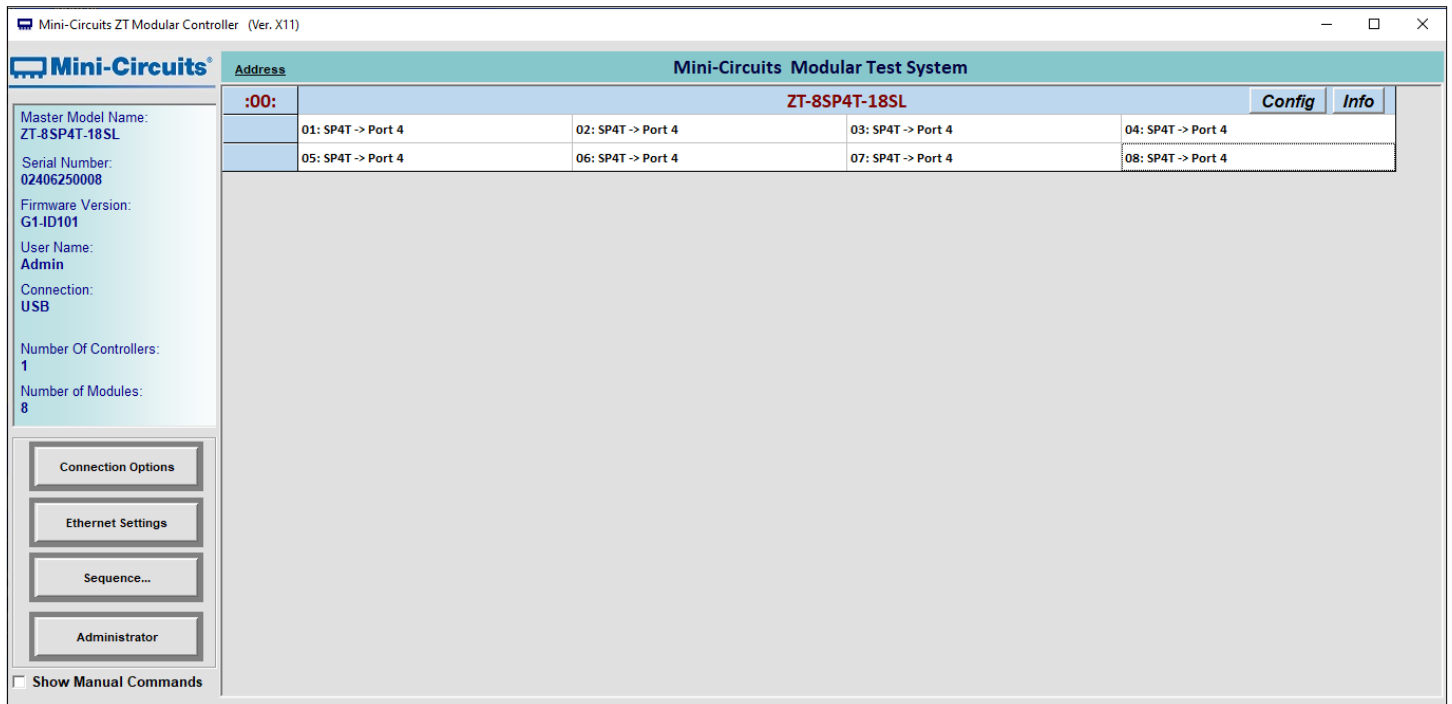 Mini-Circuits ZT Modular Controller (Ver. X11)
Mini-Circuits®
Address
Mini-Circuits Modular Test System
:00:
ZT-8SP4T-18SL
Config
Info
01: SP4T -> Port 4
02: SP4T -> Port 4
03: SP4T -> Port 4
04: SP4T -> Port 4
05: SP4T -> Port 4
06: SP4T -> Port 4
07: SP4T -> Port 4
08: SP4T -> Port 4
Master Model Name:
ZT-8SP4T-18SL
Serial Number:
02406250008
Firmware Version:
G1-ID101
User Name:
Admin
Connection:
USB
Number Of Controllers:
1
Number of Modules:
8
Connection Options
Ethernet Settings
Sequence...
Administrator
Show Manual Commands